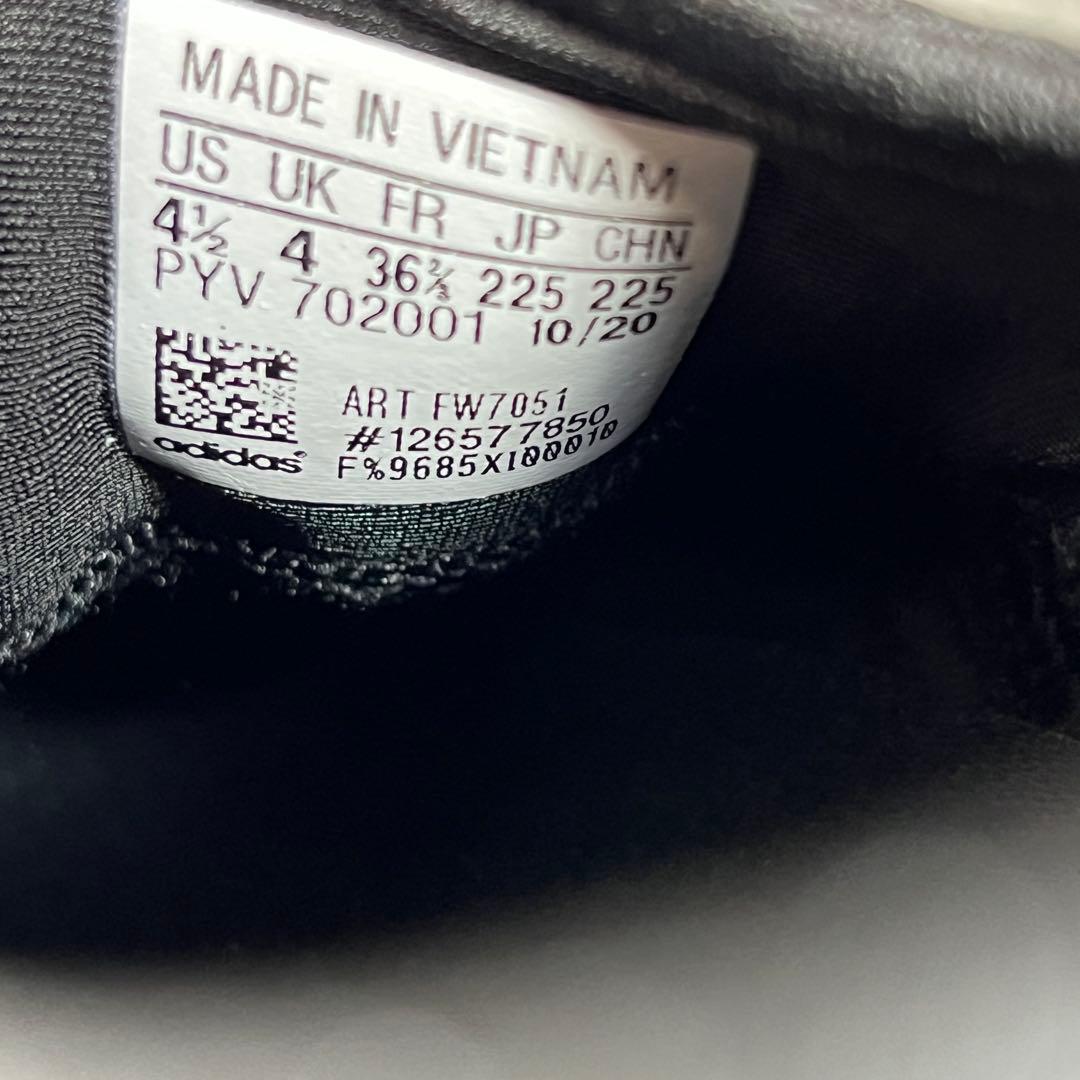 MADE IN VIETNAM
US UK FR JP CHN
4½ 4 36⅔ 225 225
PYV 702001 10/20
ART FW7051
#126577850
adidas F%9685XI00010